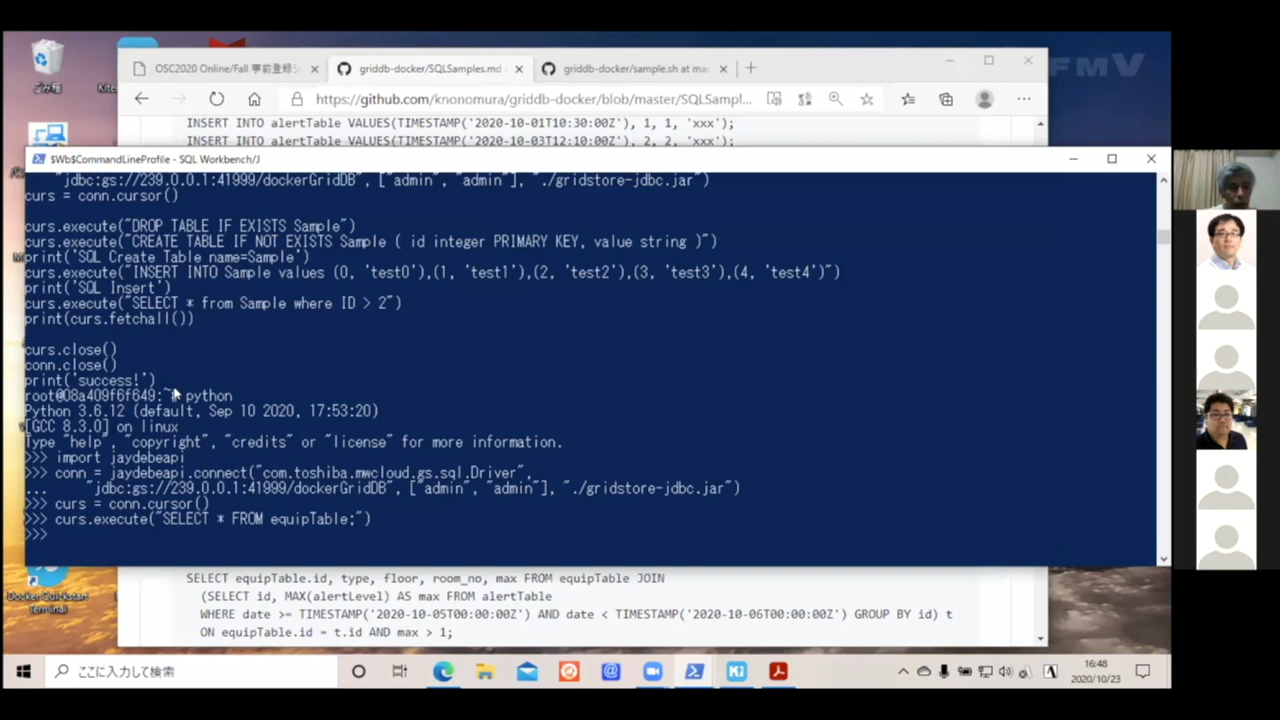 ごみ箱
FMV
OSC2020 Online/Fall 事前登録
griddb-docker/SQLSamples.md
griddb-docker/sample.sh at mas
https://github.com/knonomura/griddb-docker/blob/master/SQLSampl...
INSERT INTO alertTable VALUES(TIMESTAMP('2020-10-01T10:30:00Z'), 1, 1, 'xxx');
INSERT INTO alertTable VALUES(TIMESTAMP('2020-10-03T12:10:00Z'), 2, 2, 'xxx');
$Wb$CommandLineProfile - SQL Workbench/J
"jdbc:gs://239.0.0.1:41999/dockerGridDB", ["admin", "admin"], "./gridstore-jdbc.jar")
curs = conn.cursor()
curs.execute("DROP TABLE IF EXISTS Sample")
curs.execute("CREATE TABLE IF NOT EXISTS Sample ( id integer PRIMARY KEY, value string )")
print('SQL Create Table name=Sample')
curs.execute("INSERT INTO Sample values (0, 'test0'),(1, 'test1'),(2, 'test2'),(3, 'test3'),(4, 'test4')")
print('SQL Insert')
curs.execute("SELECT * from Sample where ID > 2")
print(curs.fetchall())
curs.close()
conn.close()
print('success!')
root@08a409f6f649:~# python
Python 3.6.12 (default, Sep 10 2020, 17:53:20)
[GCC 8.3.0] on linux
Type "help", "copyright", "credits" or "license" for more information.
>>> import jaydebeapi
>>> conn = jaydebeapi.connect("com.toshiba.mwcloud.gs.sql.Driver",
... "jdbc:gs://239.0.0.1:41999/dockerGridDB", ["admin", "admin"], "./gridstore-jdbc.jar")
>>> curs = conn.cursor()
>>> curs.execute("SELECT * FROM equipTable;")
>>>
SELECT equipTable.id, type, floor, room_no, max FROM equipTable JOIN
(SELECT id, MAX(alertLevel) AS max FROM alertTable
WHERE date >= TIMESTAMP('2020-10-05T00:00:00Z') AND date < TIMESTAMP('2020-10-06T00:00:00Z') GROUP BY id) t
ON equipTable.id = t.id AND max > 1;
Docker Quickstart
Terminal
ここに入力して検索
A
16:48
2020/10/23